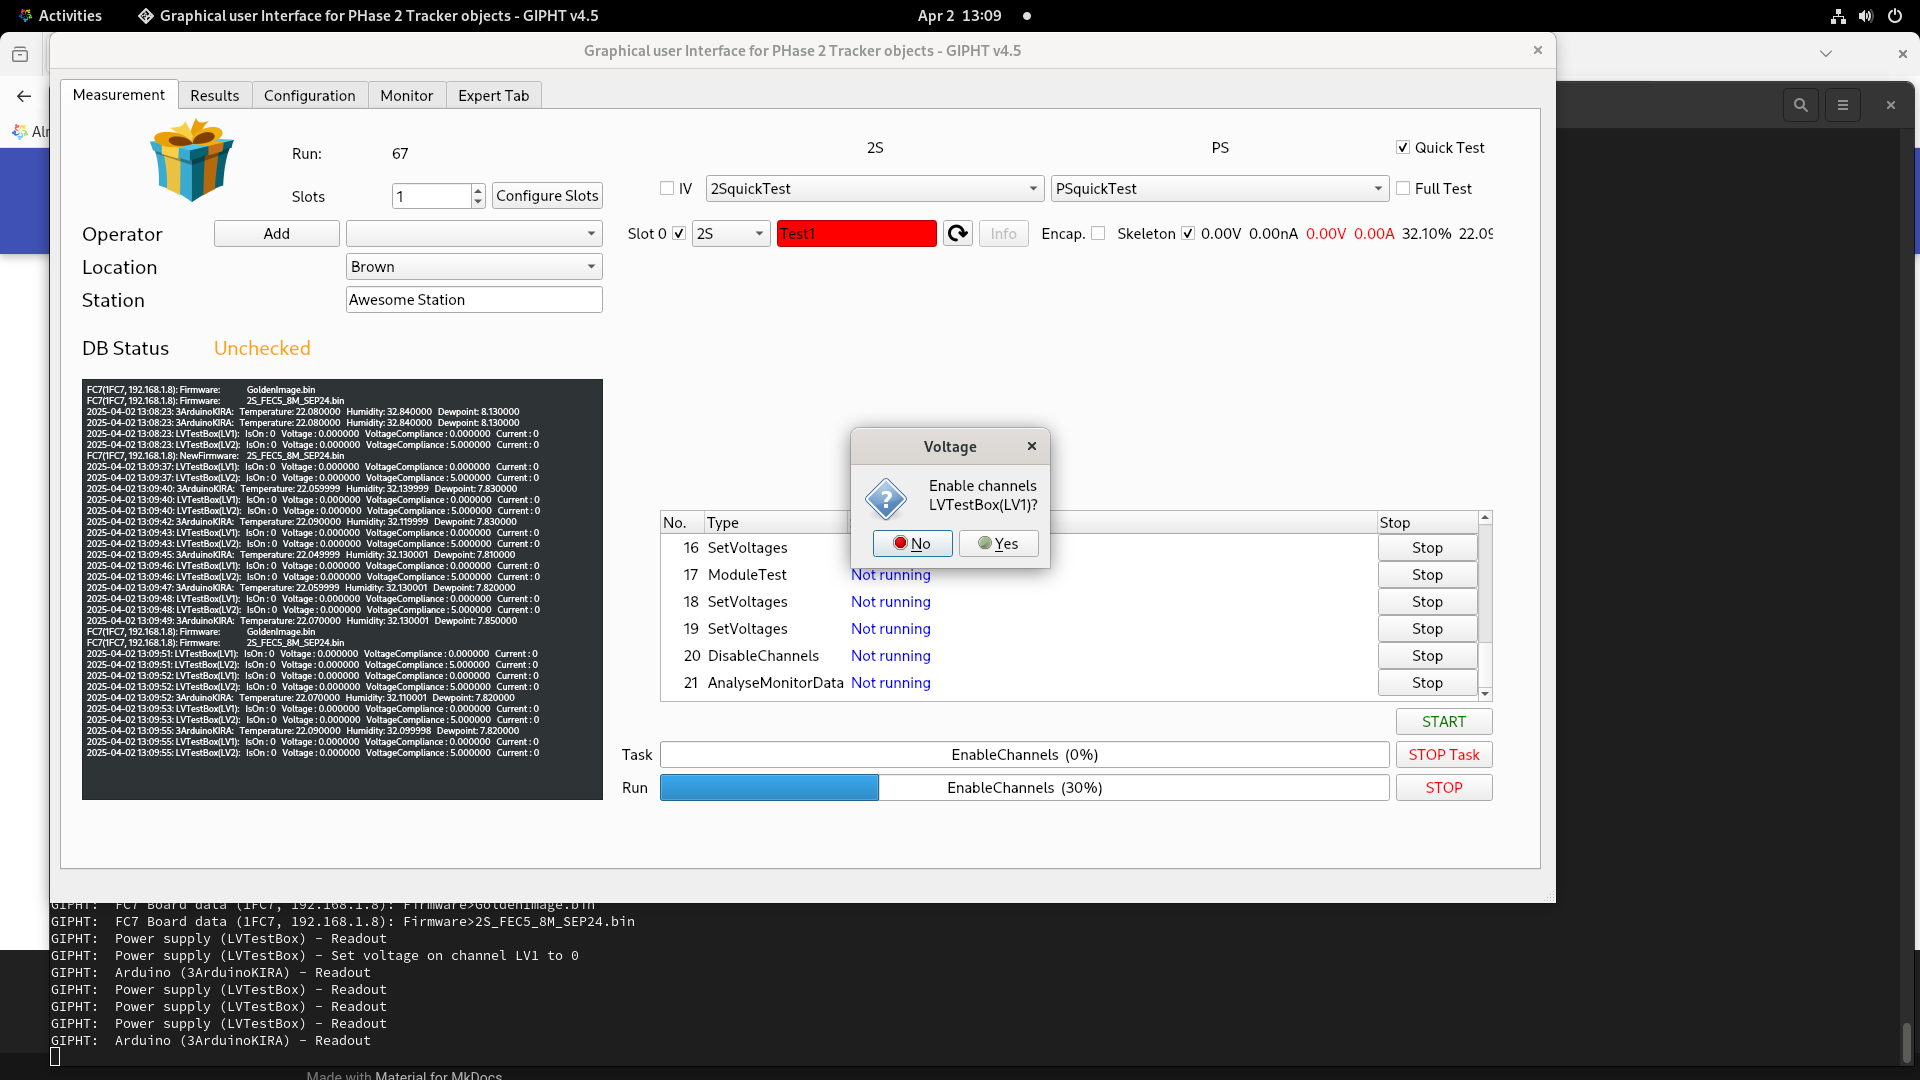 Activities
Graphical user Interface for PHase 2 Tracker objects - GIPHT v4.5
Apr 2 13:09
Graphical user Interface for PHase 2 Tracker objects - GIPHT v4.5
Measurement
Results
Configuration
Monitor
Expert Tab
Run:
67
2S
PS
Quick Test
Slots
1
Configure Slots
IV
2SquickTest
PSquickTest
Full Test
Operator
Add
Slot 0
2S
Test1
Info
Encap.
Skeleton
0.00V 0.00nA 0.00V 0.00A 32.10%
Location
Brown
Station
Awesome Station
DB Status
Unchecked
FC7(1FC7, 192.168.1.8): Firmware: GoldenImage.bin
FC7(1FC7, 192.168.1.8): Firmware: 2S_FEC5_8M_SEP24.bin
2025-04-02 13:08:23: 3ArduinoKIRA: Temperature: 22.080000 Humidity: 32.840000 Dewpoint: 8.130000
2025-04-02 13:08:23: 3ArduinoKIRA: Temperature: 22.080000 Humidity: 32.840000 Dewpoint: 8.130000
2025-04-02 13:08:23: LVTestBox(LV1): IsOn : 0 Voltage : 0.000000 VoltageCompliance : 0.000000 Current : 0
2025-04-02 13:08:23: LVTestBox(LV2): IsOn : 0 Voltage : 0.000000 VoltageCompliance : 5.000000 Current : 0
FC7(1FC7, 192.168.1.8): NewFirmware: 2S_FEC5_8M_SEP24.bin
2025-04-02 13:09:37: LVTestBox(LV1): IsOn : 0 Voltage : 0.000000 VoltageCompliance : 0.000000 Current : 0
2025-04-02 13:09:37: LVTestBox(LV2): IsOn : 0 Voltage : 0.000000 VoltageCompliance : 5.000000 Current : 0
2025-04-02 13:09:40: 3ArduinoKIRA: Temperature: 22.059999 Humidity: 32.139999 Dewpoint: 7.830000
2025-04-02 13:09:40: LVTestBox(LV1): IsOn : 0 Voltage : 0.000000 VoltageCompliance : 0.000000 Current : 0
2025-04-02 13:09:40: LVTestBox(LV2): IsOn : 0 Voltage : 0.000000 VoltageCompliance : 5.000000 Current : 0
2025-04-02 13:09:42: 3ArduinoKIRA: Temperature: 22.090000 Humidity: 32.119999 Dewpoint: 7.830000
2025-04-02 13:09:43: LVTestBox(LV1): IsOn : 0 Voltage : 0.000000 VoltageCompliance : 0.000000 Current : 0
2025-04-02 13:09:43: LVTestBox(LV2): IsOn : 0 Voltage : 0.000000 VoltageCompliance : 5.000000 Current : 0
2025-04-02 13:09:45: 3ArduinoKIRA: Temperature: 22.049999 Humidity: 32.130001 Dewpoint: 7.810000
2025-04-02 13:09:46: LVTestBox(LV1): IsOn : 0 Voltage : 0.000000 VoltageCompliance : 0.000000 Current : 0
2025-04-02 13:09:46: LVTestBox(LV2): IsOn : 0 Voltage : 0.000000 VoltageCompliance : 5.000000 Current : 0
2025-04-02 13:09:47: 3ArduinoKIRA: Temperature: 22.059999 Humidity: 32.130001 Dewpoint: 7.820000
2025-04-02 13:09:48: LVTestBox(LV1): IsOn : 0 Voltage : 0.000000 VoltageCompliance : 0.000000 Current : 0
2025-04-02 13:09:48: LVTestBox(LV2): IsOn : 0 Voltage : 0.000000 VoltageCompliance : 5.000000 Current : 0
2025-04-02 13:09:49: 3ArduinoKIRA: Temperature: 22.070000 Humidity: 32.130001 Dewpoint: 7.850000
FC7(1FC7, 192.168.1.8): Firmware: GoldenImage.bin
FC7(1FC7, 192.168.1.8): Firmware: 2S_FEC5_8M_SEP24.bin
2025-04-02 13:09:51: LVTestBox(LV1): IsOn : 0 Voltage : 0.000000 VoltageCompliance : 0.000000 Current : 0
2025-04-02 13:09:51: LVTestBox(LV2): IsOn : 0 Voltage : 0.000000 VoltageCompliance : 5.000000 Current : 0
2025-04-02 13:09:52: LVTestBox(LV1): IsOn : 0 Voltage : 0.000000 VoltageCompliance : 0.000000 Current : 0
2025-04-02 13:09:52: LVTestBox(LV2): IsOn : 0 Voltage : 0.000000 VoltageCompliance : 5.000000 Current : 0
2025-04-02 13:09:52: 3ArduinoKIRA: Temperature: 22.070000 Humidity: 32.110001 Dewpoint: 7.820000
2025-04-02 13:09:53: LVTestBox(LV1): IsOn : 0 Voltage : 0.000000 VoltageCompliance : 0.000000 Current : 0
2025-04-02 13:09:53: LVTestBox(LV2): IsOn : 0 Voltage : 0.000000 VoltageCompliance : 5.000000 Current : 0
2025-04-02 13:09:55: 3ArduinoKIRA: Temperature: 22.090000 Humidity: 32.099998 Dewpoint: 7.820000
2025-04-02 13:09:55: LVTestBox(LV1): IsOn : 0 Voltage : 0.000000 VoltageCompliance : 0.000000 Current : 0
2025-04-02 13:09:55: LVTestBox(LV2): IsOn : 0 Voltage : 0.000000 VoltageCompliance : 5.000000 Current : 0
Voltage
Enable channels
LVTestBox(LV1)?
No
Yes
No. Type Stop
16 SetVoltages Stop
17 ModuleTest Not running Stop
18 SetVoltages Not running Stop
19 SetVoltages Not running Stop
20 DisableChannels Not running Stop
21 AnalyseMonitorData Not running Stop
START
Task
EnableChannels (0%)
STOP Task
Run
EnableChannels (30%)
STOP
GIPHT: FC7 Board data (1FC7, 192.168.1.8): Firmware>GoldenImage.bin
GIPHT: FC7 Board data (1FC7, 192.168.1.8): Firmware>2S_FEC5_8M_SEP24.bin
GIPHT: Power supply (LVTestBox) - Readout
GIPHT: Power supply (LVTestBox) - Set voltage on channel LV1 to 0
GIPHT: Arduino (3ArduinoKIRA) - Readout
GIPHT: Power supply (LVTestBox) - Readout
GIPHT: Power supply (LVTestBox) - Readout
GIPHT: Power supply (LVTestBox) - Readout
GIPHT: Arduino (3ArduinoKIRA) - Readout
Made with Material for MkDocs